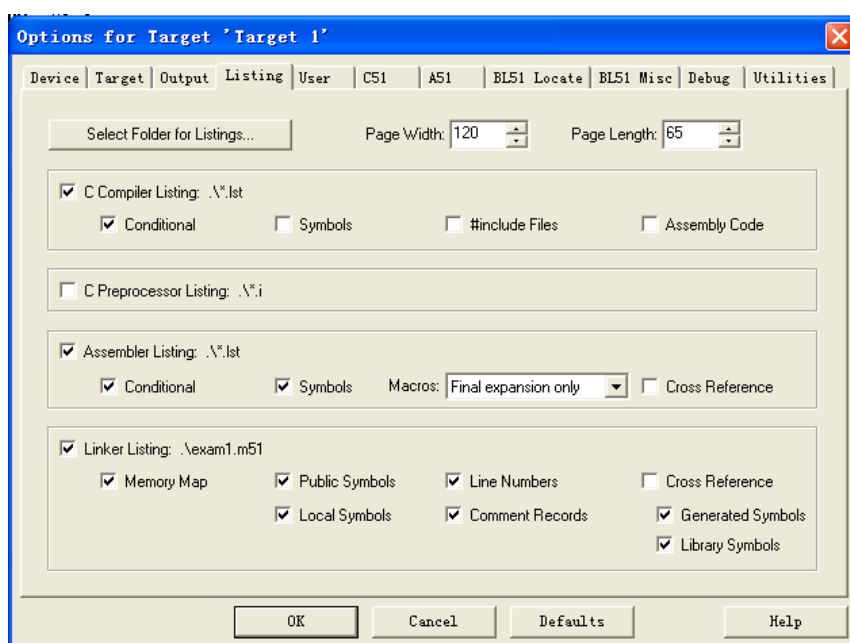 Options for Target 'Target 1'
Device Target Output Listing User C51 A51 BL51 Locate BL51 Misc Debug Utilities
Select Folder for Listings... Page Width: 120 Page Length: 65
C Compiler Listing: .\*.lst
Conditional Symbols #include Files Assembly Code
C Preprocessor Listing: .\*.i
Assembler Listing: .\*.lst
Conditional Symbols Macros: Final expansion only Cross Reference
Linker Listing: .\exam1.m51
Memory Map Public Symbols Line Numbers Cross Reference
Local Symbols Comment Records Generated Symbols
Library Symbols
OK Cancel Defaults Help